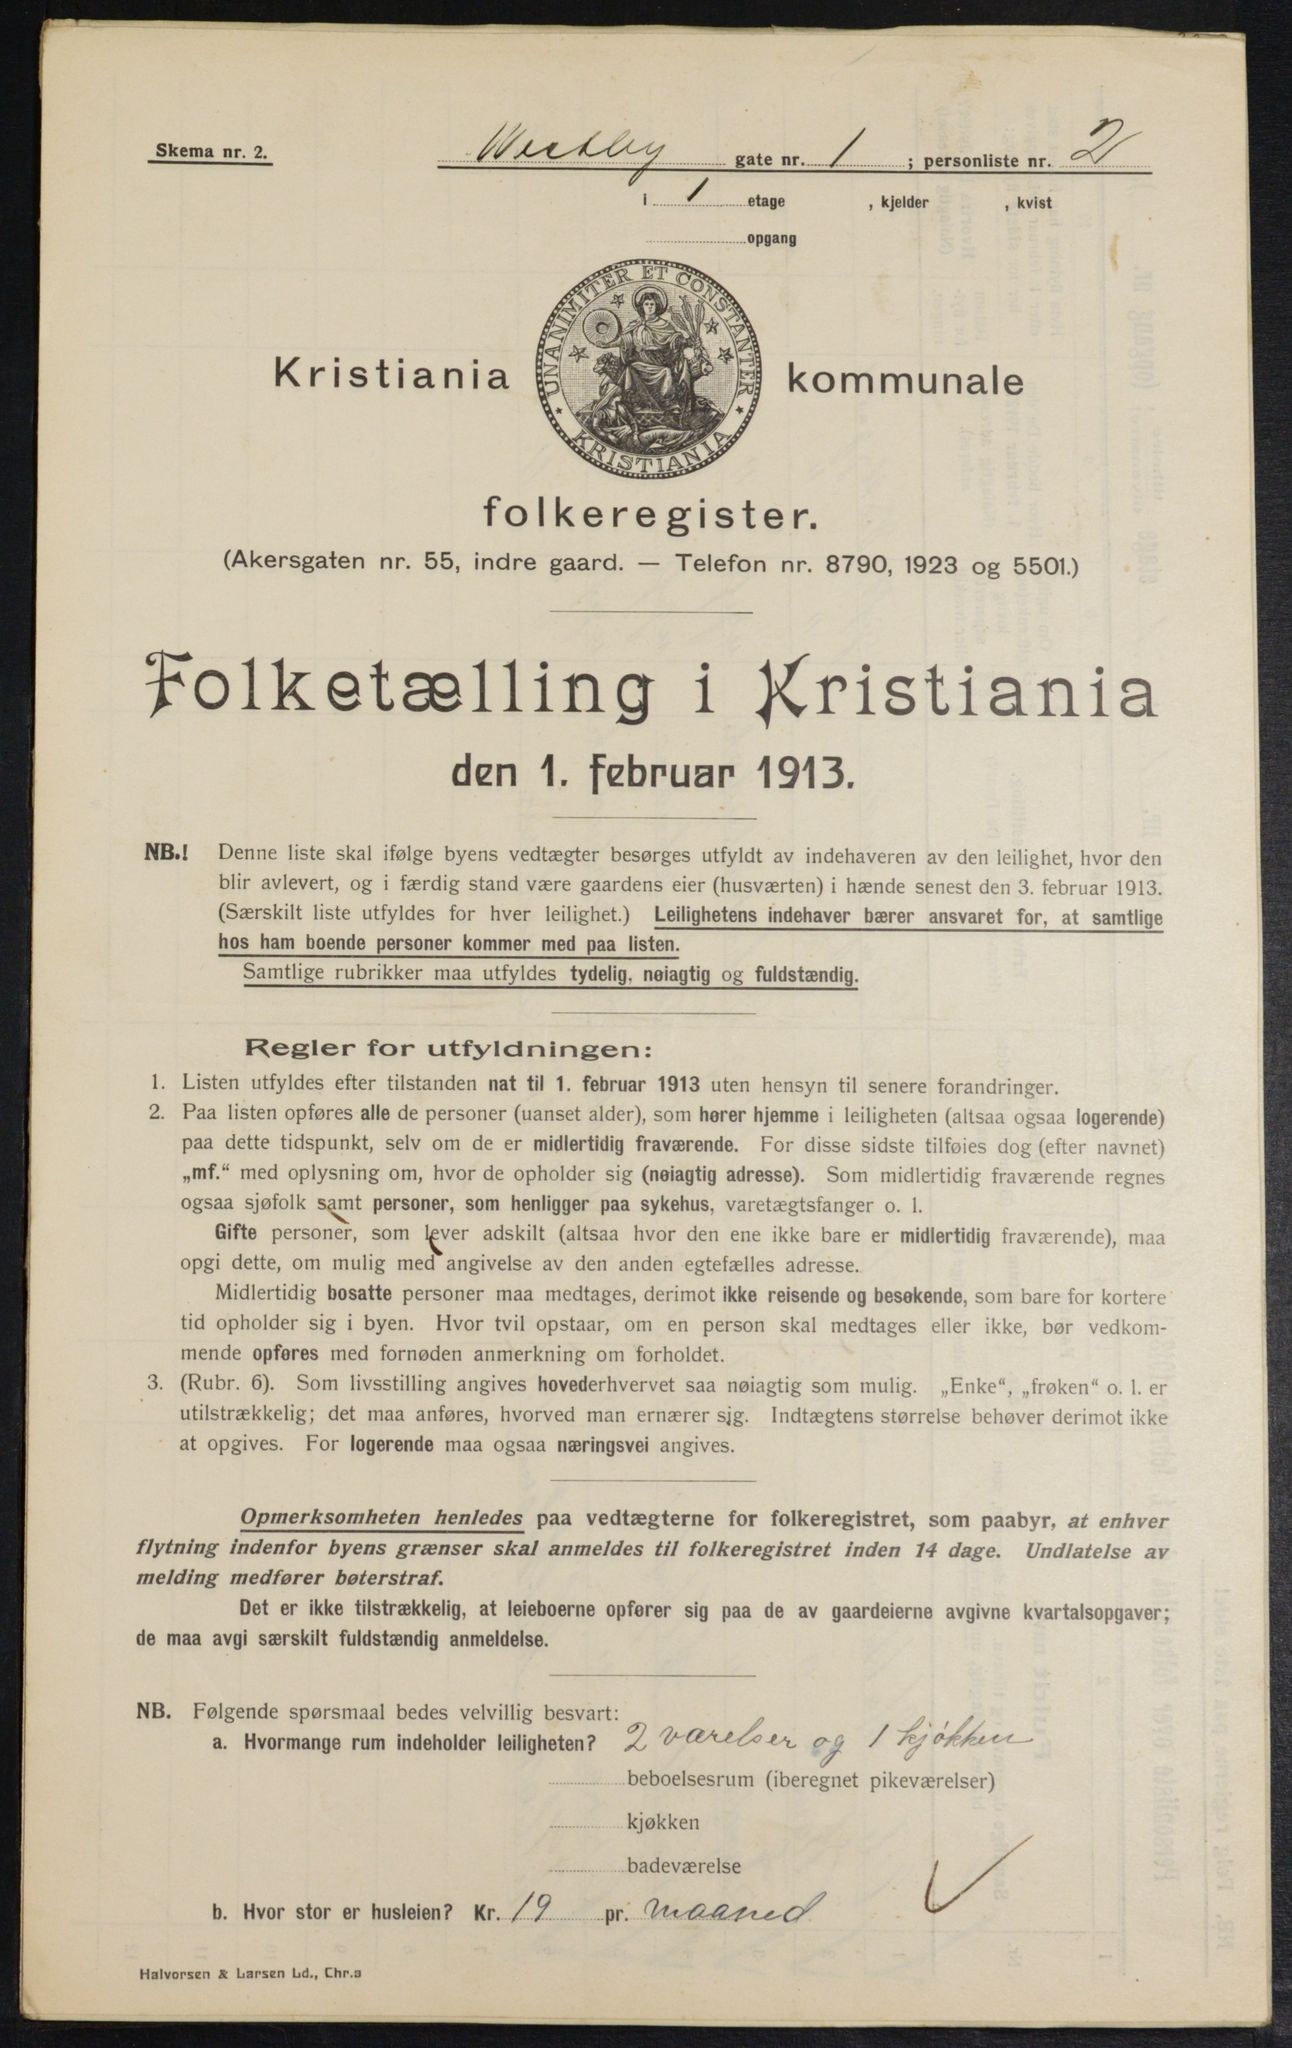 Skema nr. 2.
Westby gate nr. 1 ; personliste nr. 2
i 1 etage , kjelder , kvist
opgang
UNANIMITER ET CONSTANTER
KRISTIANIA
Kristiania kommunale
folkeregister.
(Akersgaten nr. 55, indre gaard. — Telefon nr. 8790, 1923 og 5501.)
Folketælling i Kristiania
den 1. februar 1913.
NB.! Denne liste skal ifølge byens vedtægter besørges utfyldt av indehaveren av den leilighet, hvor den
blir avlevert, og i færdig stand være gaardens eier (husværten) i hænde senest den 3. februar 1913.
(Særskilt liste utfyldes for hver leilighet.) Leilighetens indehaver bærer ansvaret for, at samtlige
hos ham boende personer kommer med paa listen.
Samtlige rubrikker maa utfyldes tydelig, nøiagtig og fuldstændig.
Regler for utfyldningen:
1. Listen utfyldes efter tilstanden nat til 1. februar 1913 uten hensyn til senere forandringer.
2. Paa listen opføres alle de personer (uanset alder), som hører hjemme i leiligheten (altsaa ogsaa logerende)
paa dette tidspunkt, selv om de er midlertidig fraværende. For disse sidste tilføies dog (efter navnet)
„mf.“ med oplysning om, hvor de opholder sig (nøiagtig adresse). Som midlertidig fraværende regnes
ogsaa sjøfolk samt personer, som henligger paa sykehus, varetægtsfanger o. l.
Gifte personer, som lever adskilt (altsaa hvor den ene ikke bare er midlertidig fraværende), maa
opgi dette, om mulig med angivelse av den anden egtefælles adresse.
Midlertidig bosatte personer maa medtages, derimot ikke reisende og besøkende, som bare for kortere
tid opholder sig i byen. Hvor tvil opstaar, om en person skal medtages eller ikke, bør vedkom-
mende opføres med fornøden anmerkning om forholdet.
3. (Rubr. 6). Som livsstilling angives hovederhvervet saa nøiagtig som mulig. „Enke“, „frøken“ o. l. er
utilstrækkelig; det maa anføres, hvorved man ernærer sig. Indtægtens størrelse behøver derimot ikke
at opgives. For logerende maa ogsaa næringsvei angives.
Opmerksomheten henledes paa vedtægterne for folkeregistret, som paabyr, at enhver
flytning indenfor byens grænser skal anmeldes til folkeregistret inden 14 dage. Undlatelse av
melding medfører bøterstraf.
Det er ikke tilstrækkelig, at leieboerne opfører sig paa de av gaardeierne avgivne kvartalsopgaver;
de maa avgi særskilt fuldstændig anmeldelse.
NB. Følgende spørsmaal bedes velvillig besvart:
a. Hvormange rum indeholder leiligheten? 2 værelser og 1 kjøkken
beboelsesrum (iberegnet pikeværelser)
kjøkken
badeværelse
b. Hvor stor er husleien? Kr. 19 pr. maaned
Halvorsen & Larsen Ld., Chr.a